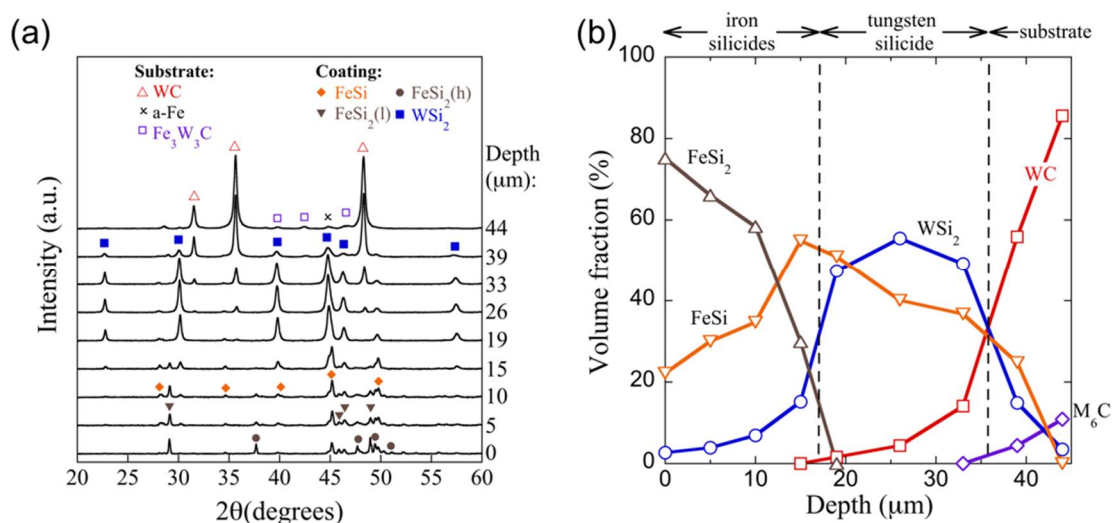 (a)
Substrate:
WC
a-Fe
Fe3W3C
Coating:
FeSi
FeSi2(l)
FeSi2(h)
WSi2
Depth
(μm):
44
39
33
26
19
15
10
5
0
Intensity (a.u.)
20 25 30 35 40 45 50 55 60
2θ(degrees)
(b)
iron
silicides
tungsten
silicide
substrate
100
80
60
40
20
0
Volume fraction (%)
FeSi2
FeSi
WSi2
WC
M6C
0 10 20 30 40
Depth (μm)